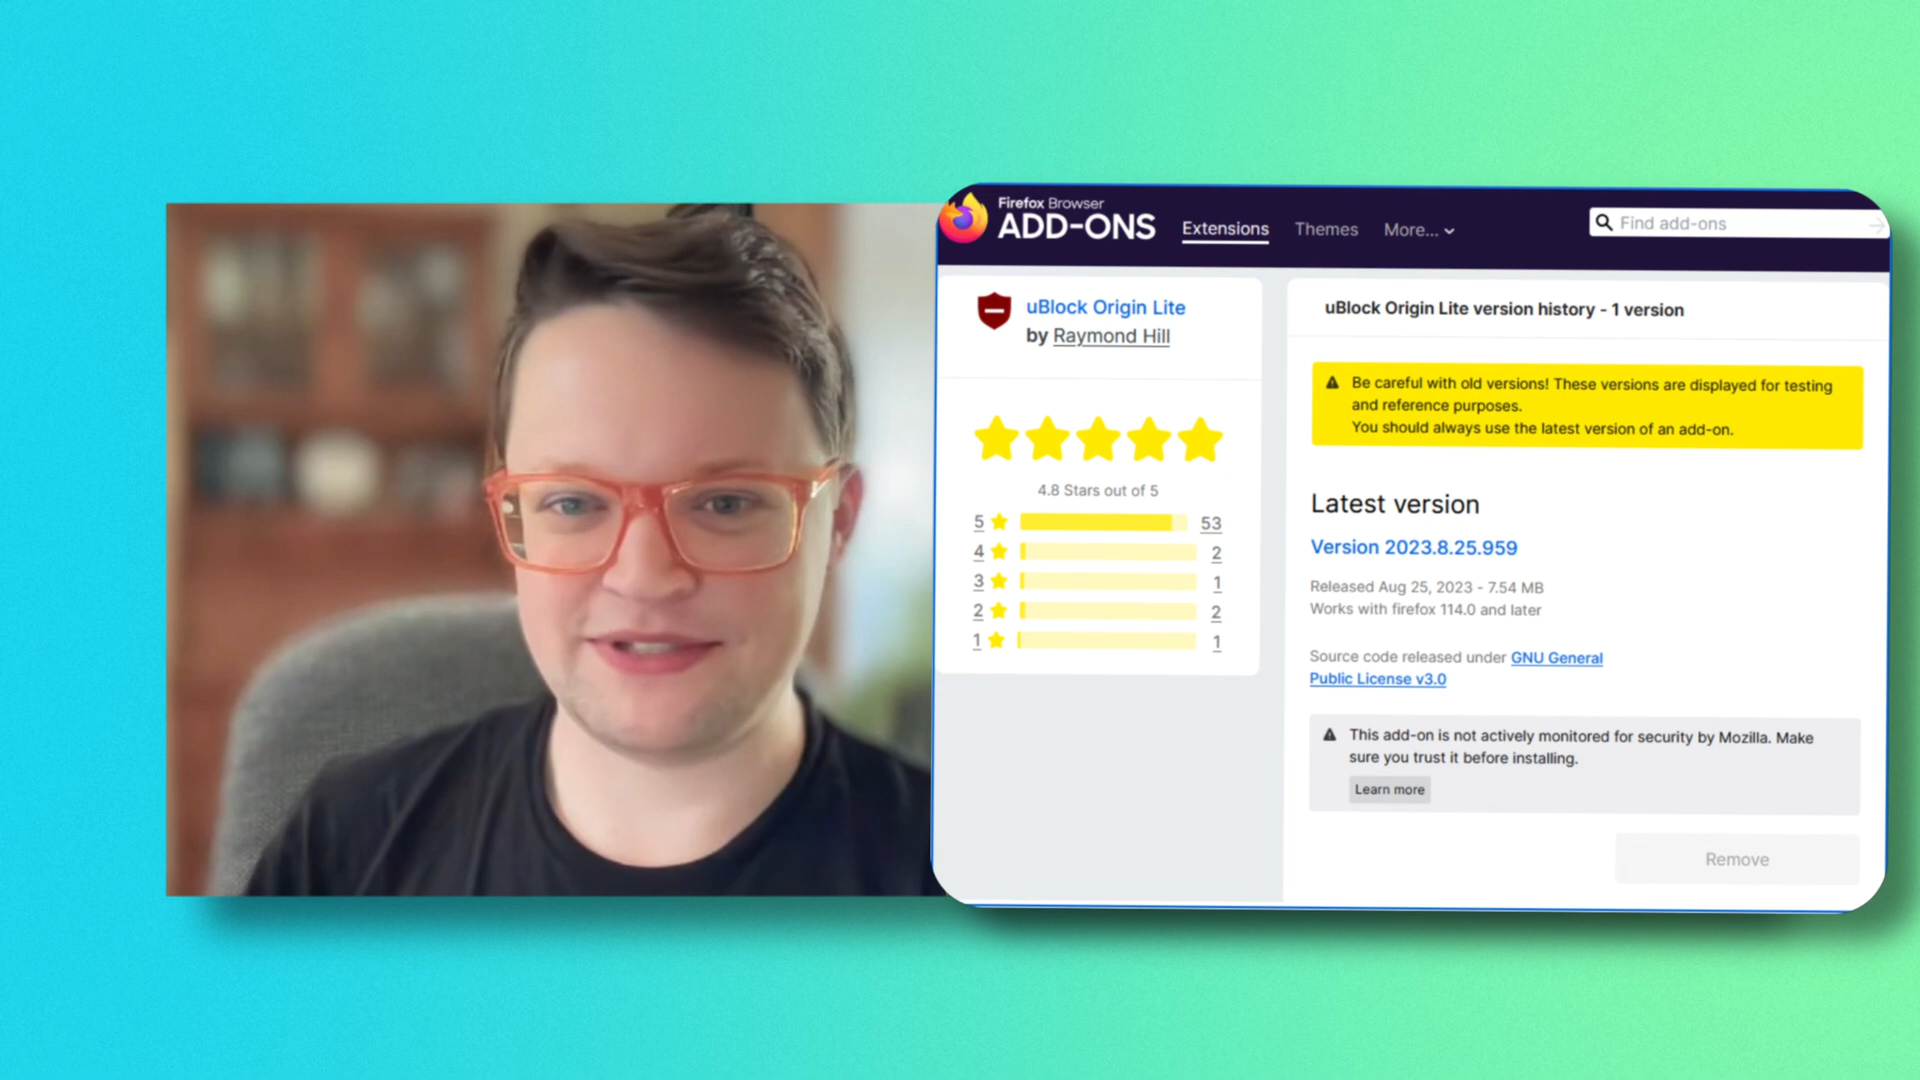 Firefox Browser
ADD-ONS
Extensions
Themes
More...
Find add-ons
uBlock Origin Lite
by Raymond Hill
4.8 Stars out of 5
5 53
4 2
3 1
2 2
1 1
uBlock Origin Lite version history - 1 version
Be careful with old versions! These versions are displayed for testing
and reference purposes.
You should always use the latest version of an add-on.
Latest version
Version 2023.8.25.959
Released Aug 25, 2023 - 7.54 MB
Works with firefox 114.0 and later
Source code released under GNU General
Public License v3.0
This add-on is not actively monitored for security by Mozilla. Make
sure you trust it before installing.
Learn more
Remove